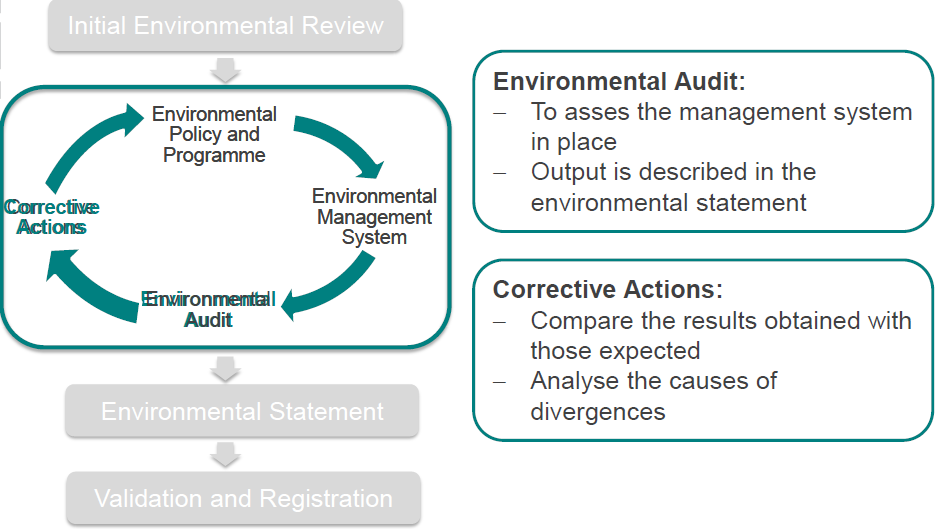 Initial Environmental Review
Environmental
Policy and
Programme
Environmental
Management
System
Environmental
Audit
Corrective
Actions
Environmental Statement
Validation and Registration
Environmental Audit:
– To asses the management system
in place
– Output is described in the
environmental statement
Corrective Actions:
– Compare the results obtained with
those expected
– Analyse the causes of
divergences